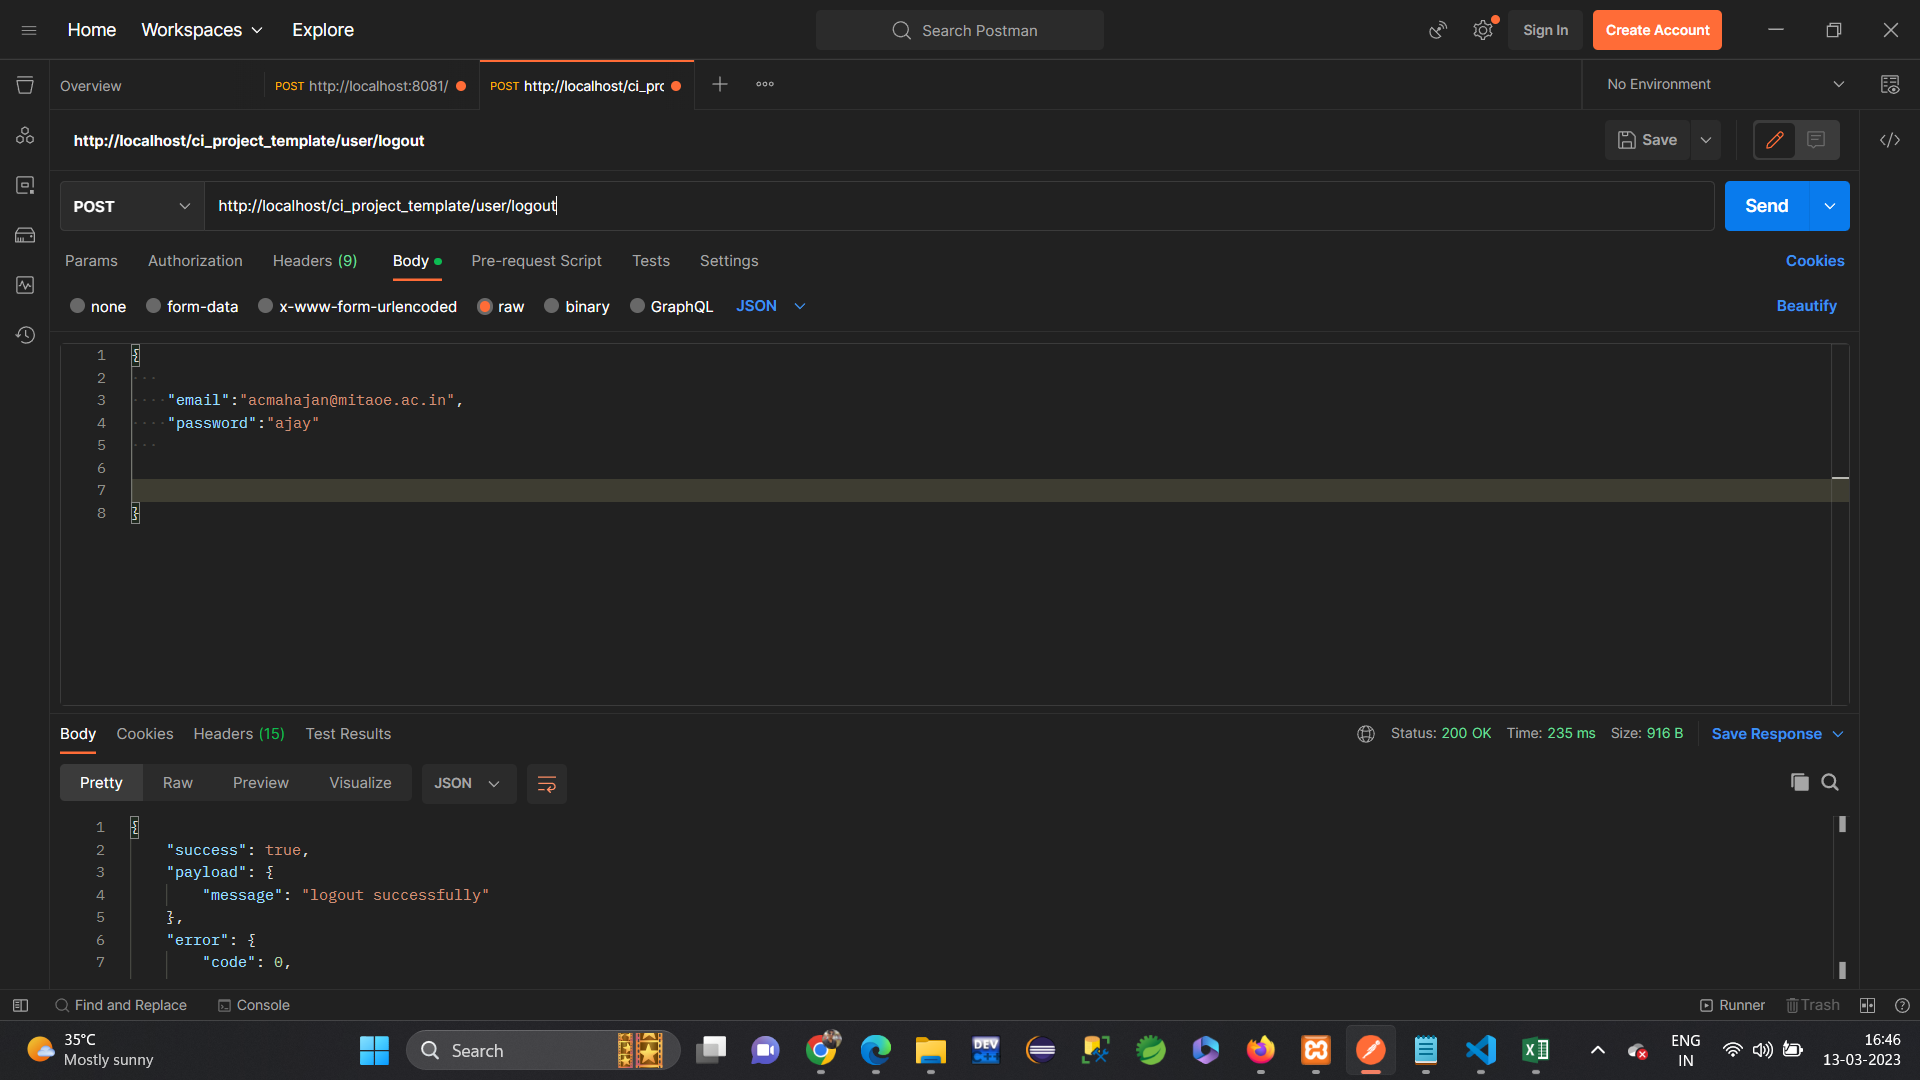 Home Workspaces Explore Search Postman Sign In Create Account
Overview POST http://localhost:8081/ POST http://localhost/ci_prc No Environment
http://localhost/ci_project_template/user/logout Save
POST http://localhost/ci_project_template/user/logout Send
Params Authorization Headers (9) Body Pre-request Script Tests Settings Cookies
none form-data x-www-form-urlencoded raw binary GraphQL JSON Beautify
1 {
2
3 "email":"acmahajan@mitaoe.ac.in",
4 "password":"ajay"
5
6
7
8 }
Body Cookies Headers (15) Test Results Status: 200 OK Time: 235 ms Size: 916 B Save Response
Pretty Raw Preview Visualize JSON
1 {
2 "success": true,
3 "payload": {
4 "message": "logout successfully"
5 },
6 "error": {
7 "code": 0,
Find and Replace Console Runner Trash
35°C
Mostly sunny
Search
DEV
ENG
IN
16:46
13-03-2023